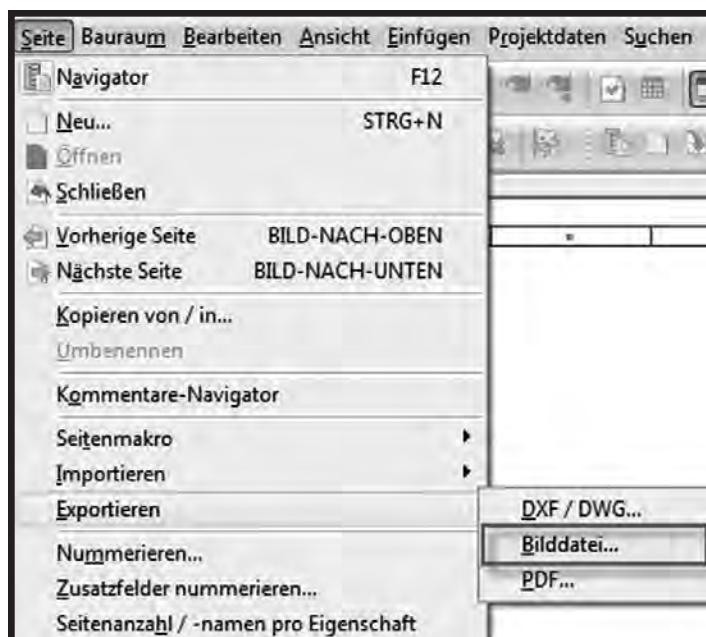 Seite Bauraum Bearbeiten Ansicht Einfügen Projektdaten Suchen
Navigator F12
Neu... STRG+N
Öffnen
Schließen
Vorherige Seite BILD-NACH-OBEN
Nächste Seite BILD-NACH-UNTEN
Kopieren von / in...
Umbenennen
Kommentare-Navigator
Seitenmakro
Importieren
Exportieren
DXF / DWG...
Bilddatei...
PDF...
Nummerieren...
Zusatzfelder nummerieren...
Seitenanzahl / -namen pro Eigenschaft